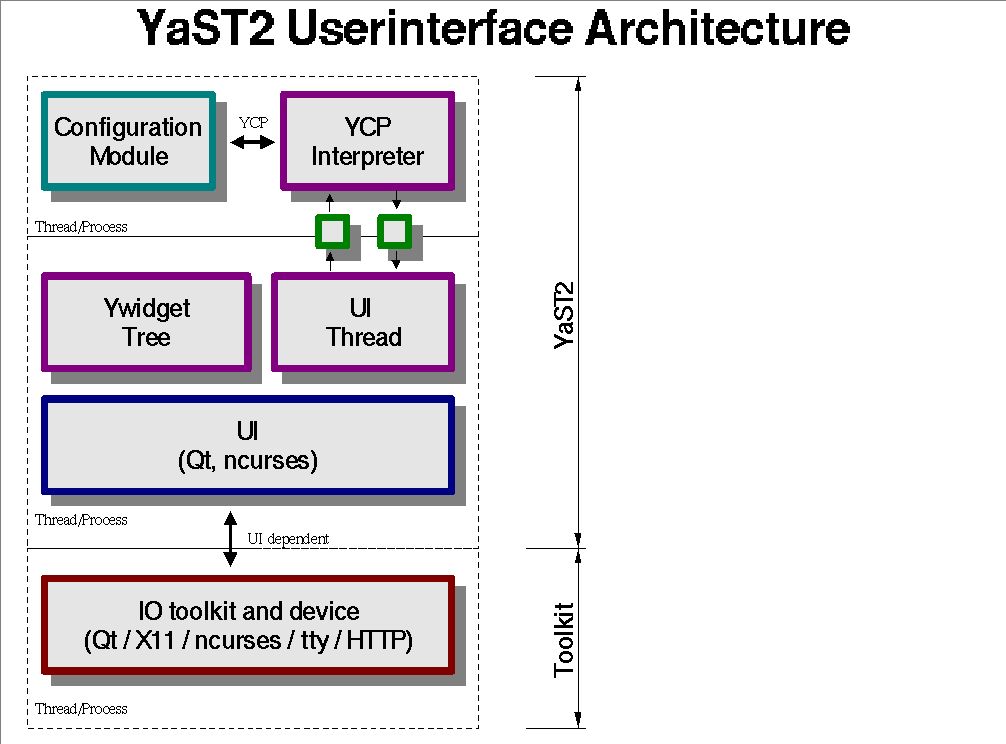 YaST2 Userinterface Architecture
Configuration
Module
YCP
YCP
Interpreter
Thread/Process
Ywidget
Tree
UI
Thread
UI
(Qt, ncurses)
Thread/Process
UI dependent
IO toolkit and device
(Qt / X11 / ncurses / tty / HTTP)
Thread/Process
YaST2
Toolkit